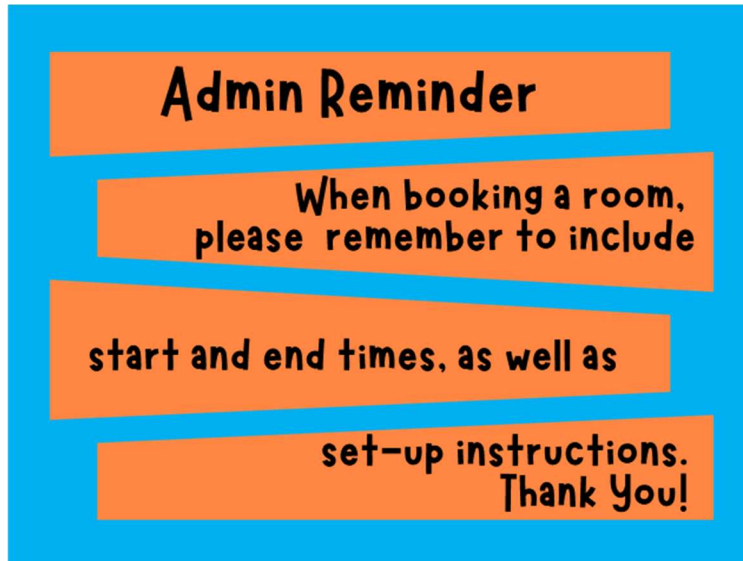 Admin Reminder
When booking a room,
please remember to include
start and end times, as well as
set-up instructions.
Thank You!